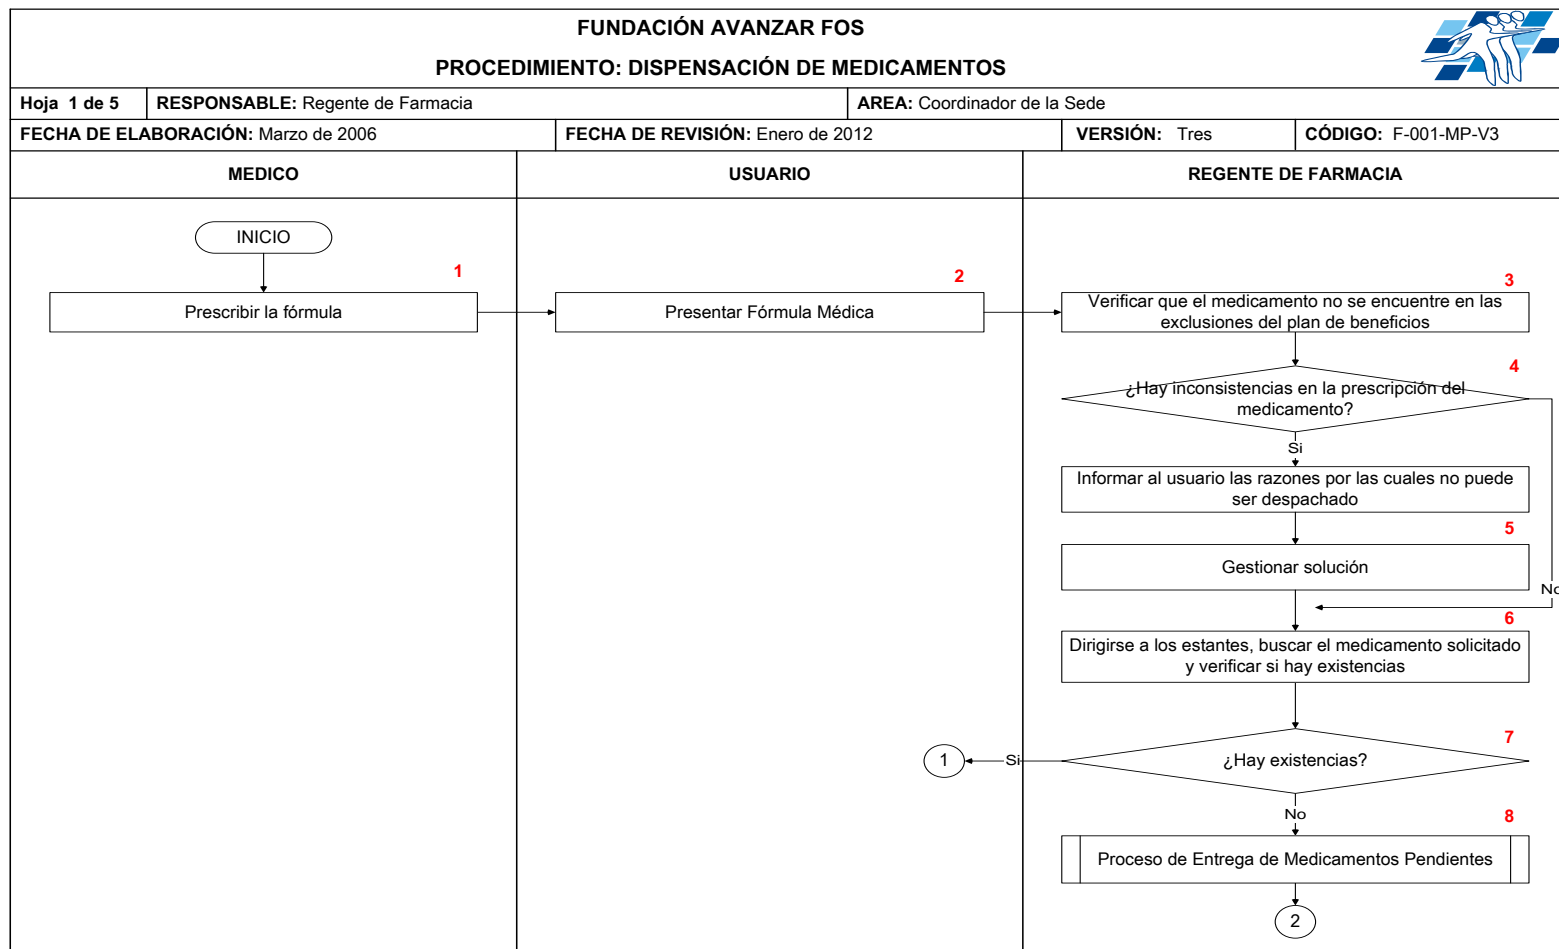 FUNDACIÓN AVANZAR FOS
PROCEDIMIENTO: DISPENSACIÓN DE MEDICAMENTOS
Hoja 1 de 5
RESPONSABLE: Regente de Farmacia
AREA: Coordinador de la Sede
FECHA DE ELABORACIÓN: Marzo de 2006
FECHA DE REVISIÓN: Enero de 2012
VERSIÓN: Tres
CÓDIGO: F-001-MP-V3
MEDICO
USUARIO
REGENTE DE FARMACIA
INICIO
1
Prescribir la fórmula
2
Presentar Fórmula Médica
3
Verificar que el medicamento no se encuentre en las
exclusiones del plan de beneficios
4
¿Hay inconsistencias en la prescripción del
medicamento?
Si
Informar al usuario las razones por las cuales no puede
ser despachado
5
Gestionar solución
No
6
Dirigirse a los estantes, buscar el medicamento solicitado
y verificar si hay existencias
7
¿Hay existencias?
Si
1
No
8
Proceso de Entrega de Medicamentos Pendientes
2